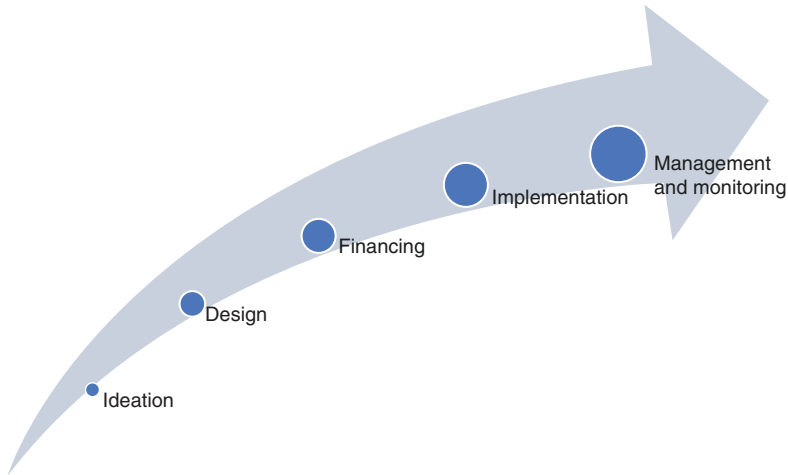 Ideation
Design
Financing
Implementation
Management
and monitoring